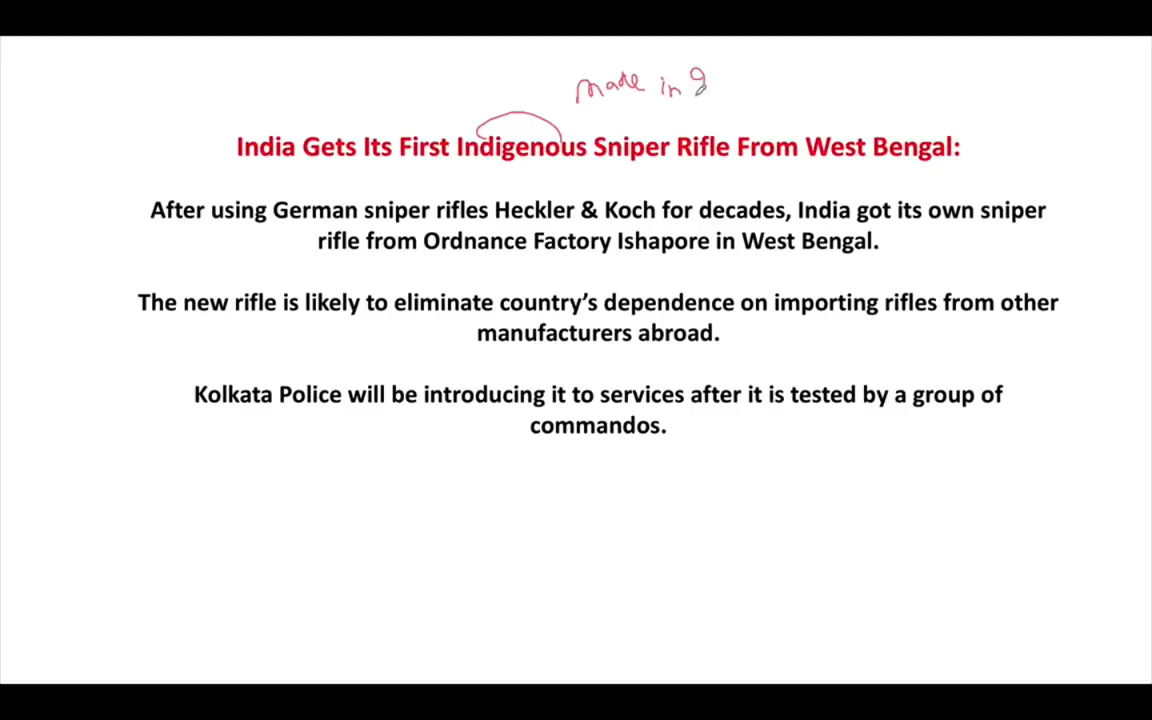 made in
India Gets Its First Indigenous Sniper Rifle From West Bengal:
After using German sniper rifles Heckler & Koch for decades, India got its own sniper
rifle from Ordnance Factory Ishapore in West Bengal.
The new rifle is likely to eliminate country’s dependence on importing rifles from other
manufacturers abroad.
Kolkata Police will be introducing it to services after it is tested by a group of
commandos.